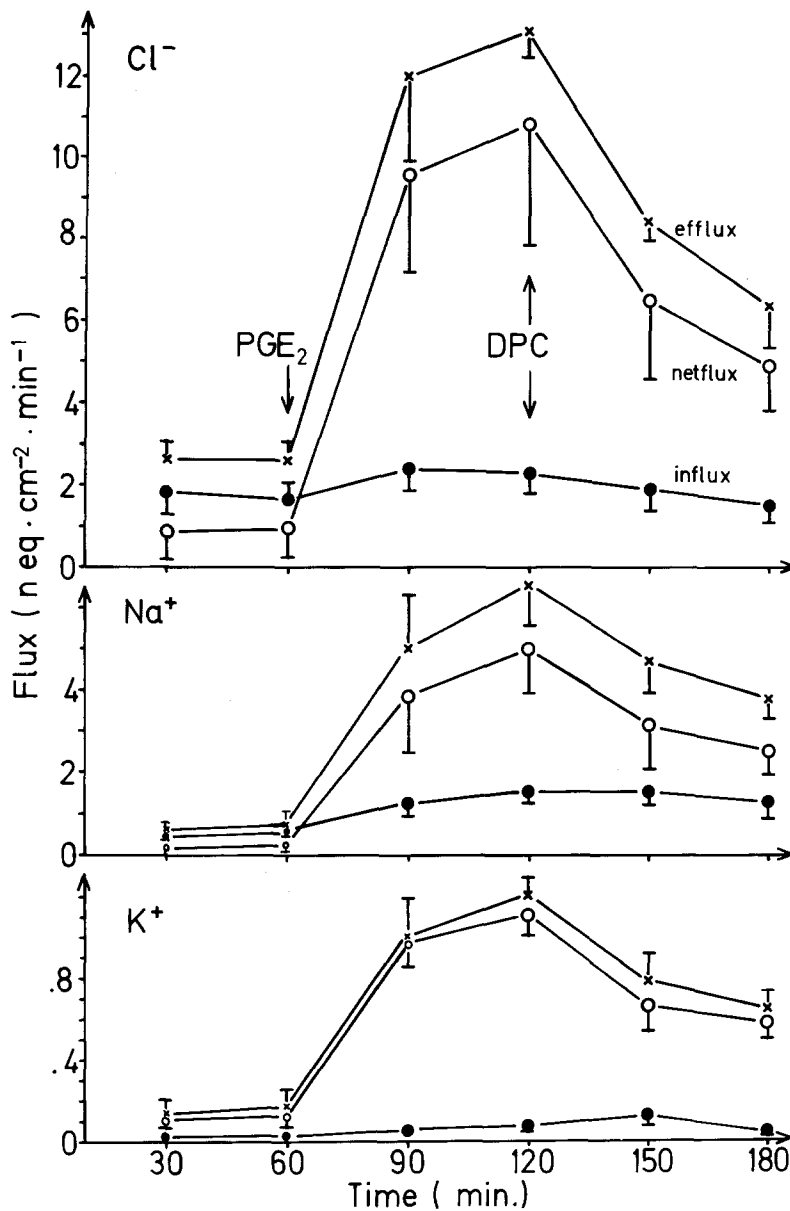 Cl⁻
12
10
8
6
4
2
0
efflux
PGE₂
DPC
netflux
influx
Flux ( n eq · cm⁻² · min⁻¹ )
Na⁺
4
2
0
K⁺
.8
.4
0
30 60 90 120 150 180
Time ( min.)